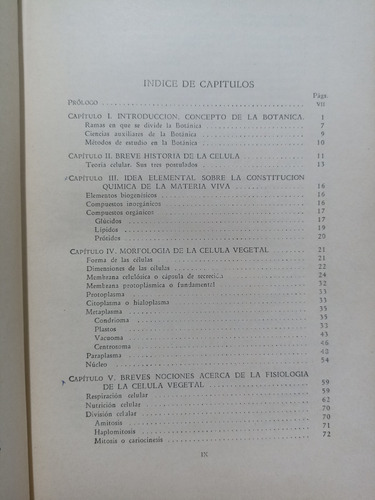 INDICE DE CAPITULOS
Pág.
PRÓLOGO VII
CAPÍTULO I. INTRODUCCION. CONCEPTO DE LA BOTANICA. 1
Ramas en que se divide la Botánica 7
Ciencias auxiliares de la Botánica 9
Métodos de estudio en la Botánica 10
CAPÍTULO II. BREVE HISTORIA DE LA CELULA 11
Teoría celular. Sus tres postulados 13
CAPÍTULO III. IDEA ELEMENTAL SOBRE LA CONSTITUCION
QUIMICA DE LA MATERIA VIVA 16
Elementos biogenéticos 16
Compuestos inorgánicos 16
Compuestos orgánicos 17
Glúcidos 17
Lípidos 19
Prótidos 20
CAPÍTULO IV. MORFOLOGIA DE LA CELULA VEGETAL 21
Forma de las células 21
Dimensiones de las células 22
Membrana celulósica o cápsula de secreción 24
Membrana protoplásmica o fundamental 32
Protoplasma 33
Citoplasma o hialoplasma 33
Metaplasma 35
Condrioma 35
Plastos 35
Vacuoma 43
Centrosoma 46
Paraplasma 48
Núcleo 54
CAPÍTULO V. BREVES NOCIONES ACERCA DE LA FISIOLOGIA
DE LA CELULA VEGETAL 59
Respiración celular 59
Nutrición celular 62
División celular 70
Amitosis 70
Haplomitosis 71
Mitosis o cariocinesis 72
IX